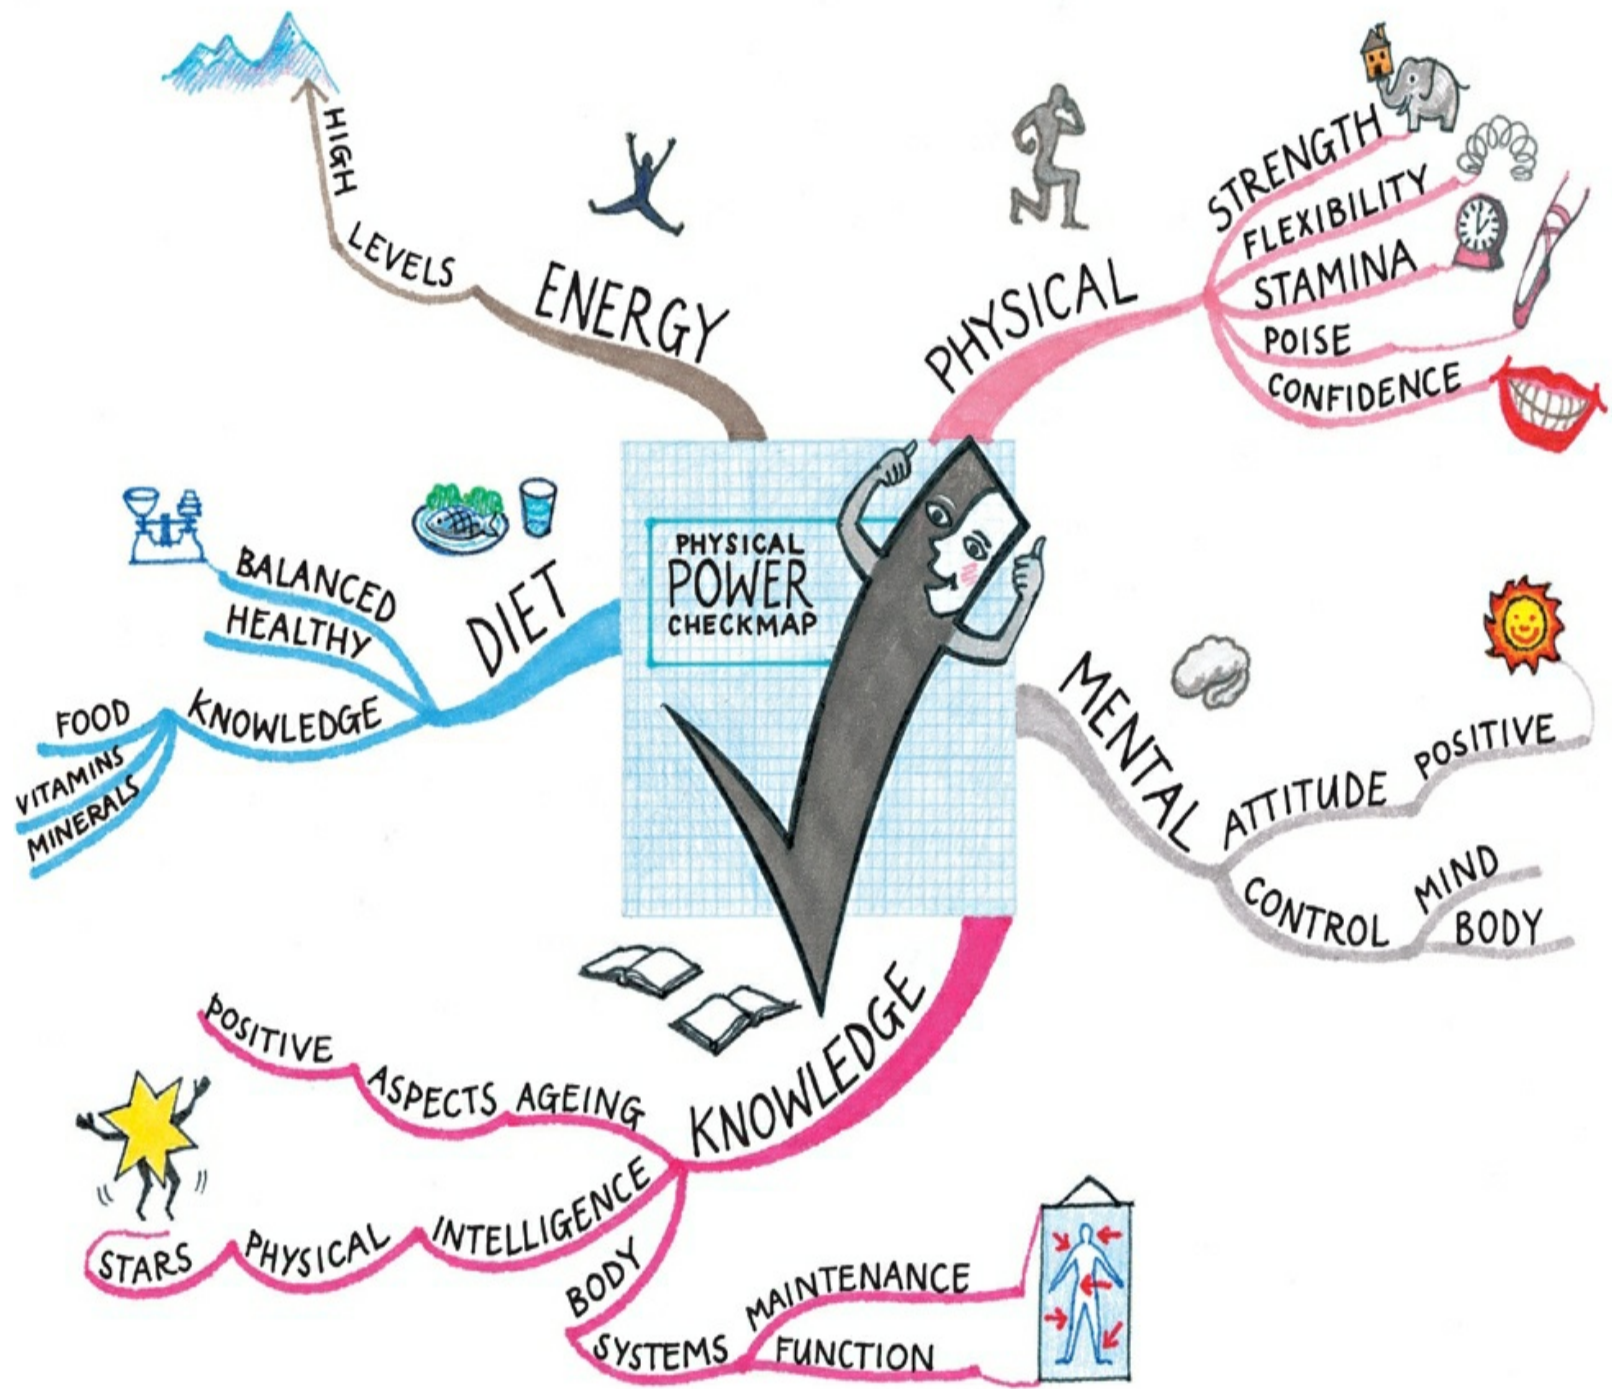 PHYSICAL
POWER
CHECKMAP
PHYSICAL
STRENGTH
FLEXIBILITY
STAMINA
POISE
CONFIDENCE
MENTAL
ATTITUDE
POSITIVE
CONTROL
MIND
BODY
KNOWLEDGE
BODY
SYSTEMS
MAINTENANCE
FUNCTION
INTELLIGENCE
PHYSICAL
STARS
AGEING
ASPECTS
POSITIVE
DIET
BALANCED
HEALTHY
KNOWLEDGE
FOOD
VITAMINS
MINERALS
ENERGY
LEVELS
HIGH